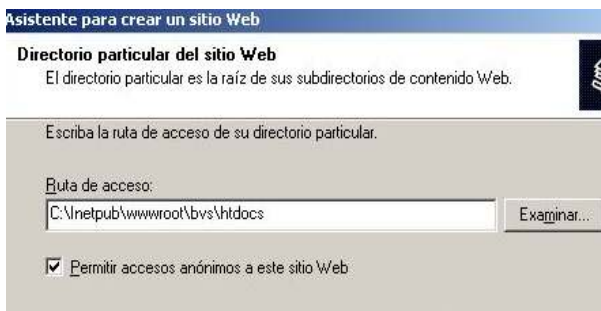 Asistente para crear un sitio Web
Directorio particular del sitio Web
El directorio particular es la raíz de sus subdirectorios de contenido Web.
Escriba la ruta de acceso de su directorio particular.
Ruta de acceso:
C:\Inetpub\wwwroot\bvs\htdocs
Examinar...
Permitir accesos anónimos a este sitio Web